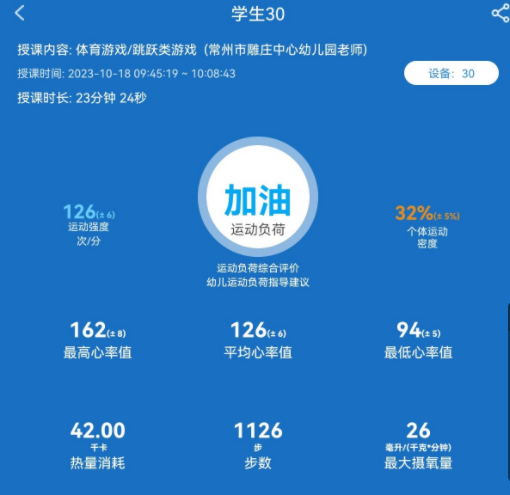 学生30
授课内容: 体育游戏/跳跃类游戏（常州市雕庄中心幼儿园老师）
授课时间: 2023-10-18 09:45:19 ~ 10:08:43
设备: 30
授课时长: 23分钟 24秒
126(± 6)
运动强度
次/分
加油
运动负荷
32%(± 5%)
个体运动
密度
运动负荷综合评价
幼儿运动负荷指导建议
162(± 8)
最高心率值
126(± 6)
平均心率值
94(± 5)
最低心率值
42.00
千卡
热量消耗
1126
步
步数
26
毫升/(千克*分钟)
最大摄氧量